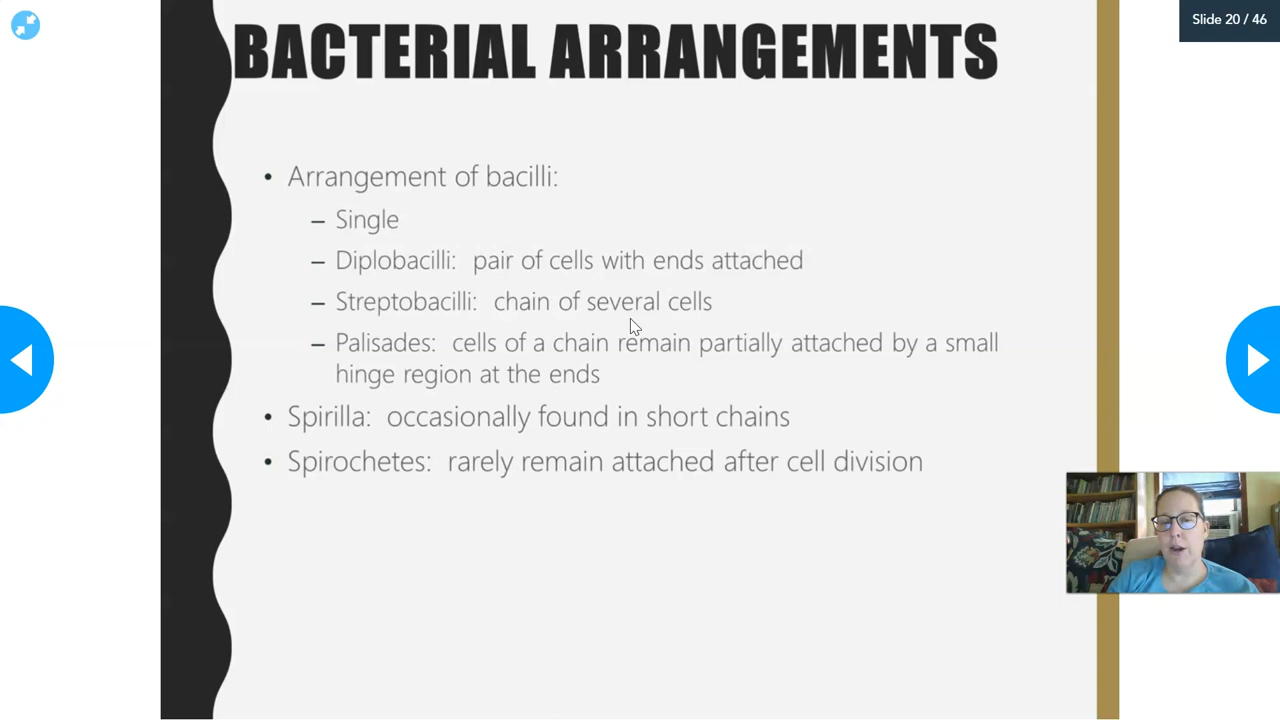 Slide 20 / 46
BACTERIAL ARRANGEMENTS
• Arrangement of bacilli:
– Single
– Diplobacilli: pair of cells with ends attached
– Streptobacilli: chain of several cells
– Palisades: cells of a chain remain partially attached by a small
hinge region at the ends
• Spirilla: occasionally found in short chains
• Spirochetes: rarely remain attached after cell division